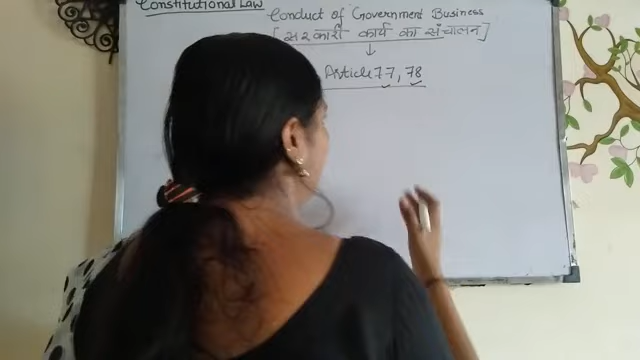 Constitutional Law
Conduct of Government Business
[सरकारी कार्य का संचालन]
Article 77, 78